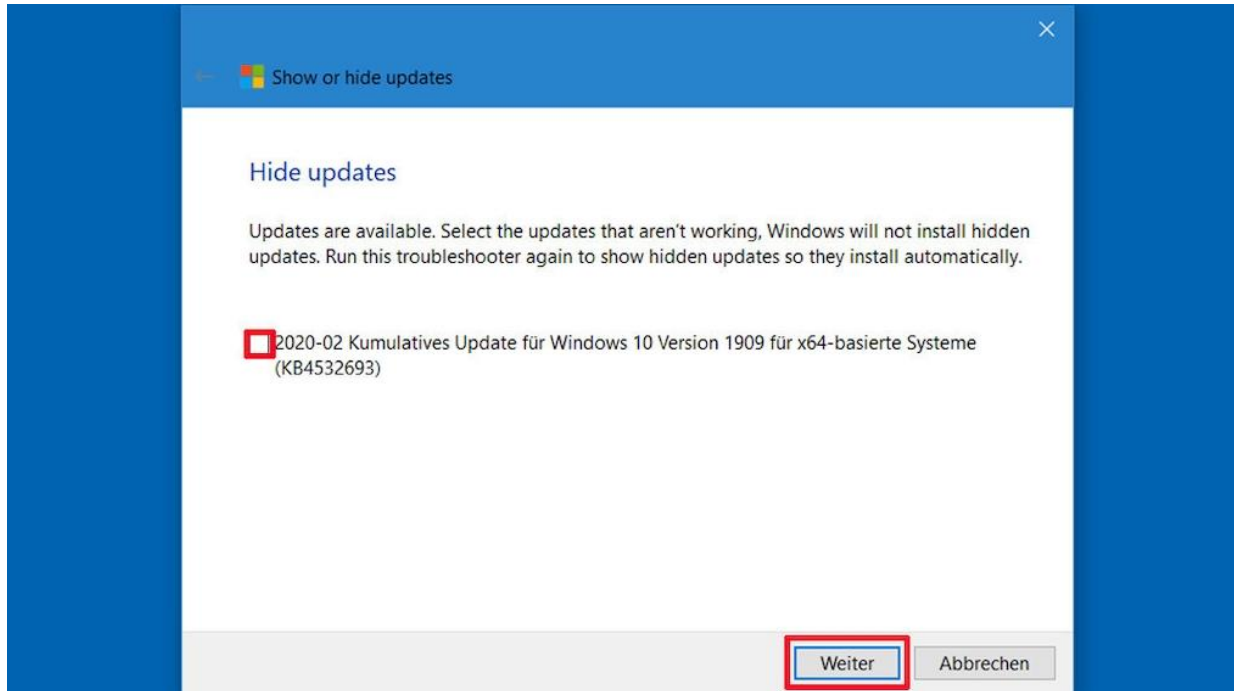 Show or hide updates
Hide updates
Updates are available. Select the updates that aren't working, Windows will not install hidden
updates. Run this troubleshooter again to show hidden updates so they install automatically.
2020-02 Kumulatives Update für Windows 10 Version 1909 für x64-basierte Systeme
(KB4532693)
Weiter Abbrechen